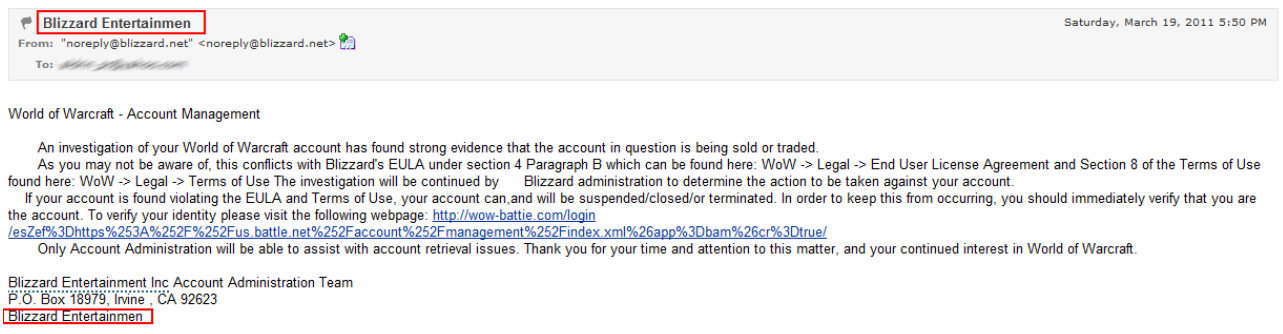 Blizzard Entertainmen
Saturday, March 19, 2011 5:50 PM
From: "noreply@blizzard.net" <noreply@blizzard.net>
To:
World of Warcraft - Account Management
An investigation of your World of Warcraft account has found strong evidence that the account in question is being sold or traded.
As you may not be aware of, this conflicts with Blizzard's EULA under section 4 Paragraph B which can be found here: WoW -> Legal -> End User License Agreement and Section 8 of the Terms of Use
found here: WoW -> Legal -> Terms of Use The investigation will be continued by Blizzard administration to determine the action to be taken against your account.
If your account is found violating the EULA and Terms of Use, your account can,and will be suspended/closed/or terminated. In order to keep this from occurring, you should immediately verify that you are
the account. To verify your identity please visit the following webpage: http://wow-battie.com/login
/esZef%3Dhttps%253A%252F%252Fus.battle.net%252Faccount%252Fmanagement%252Findex.xml%26app%3Dbam%26cr%3Dtrue/
Only Account Administration will be able to assist with account retrieval issues. Thank you for your time and attention to this matter, and your continued interest in World of Warcraft.
Blizzard Entertainment Inc Account Administration Team
P.O. Box 18979, Irvine , CA 92623
Blizzard Entertainmen